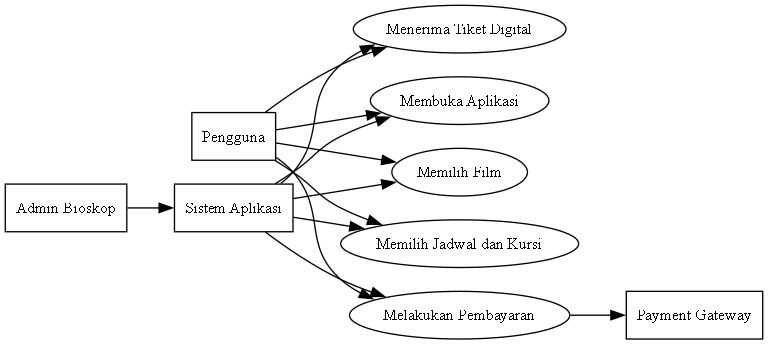 Menerima Tiket Digital
Membuka Aplikasi
Pengguna
Memilih Film
Admin Bioskop
Sistem Aplikasi
Memilih Jadwal dan Kursi
Melakukan Pembayaran
Payment Gateway